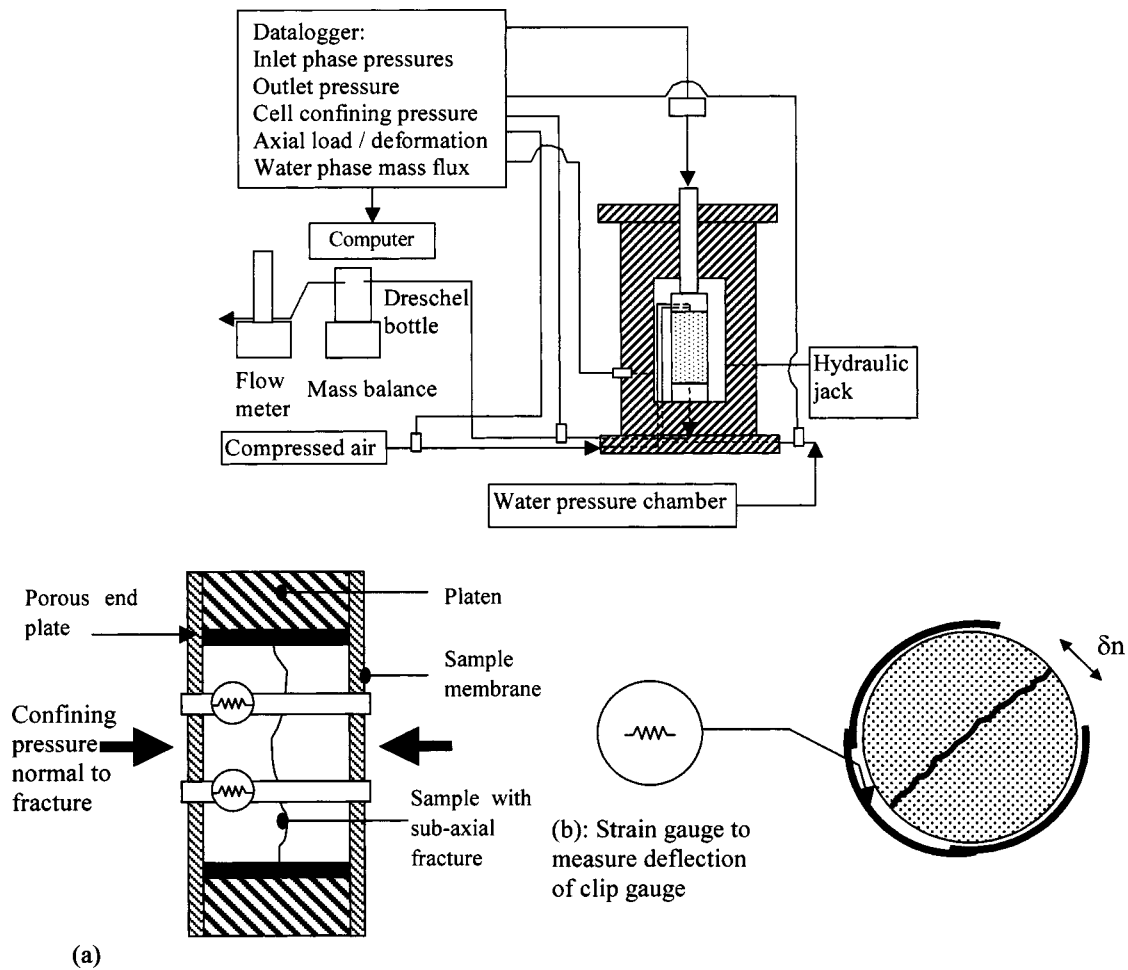 Datalogger:
Inlet phase pressures
Outlet pressure
Cell confining pressure
Axial load / deformation
Water phase mass flux
Computer
Dreschel
bottle
Flow
meter
Mass balance
Hydraulic
jack
Compressed air
Water pressure chamber
Porous end
plate
Platen
Sample
membrane
Confining
pressure
normal to
fracture
Sample with
sub-axial
fracture
(a)
δn
(b): Strain gauge to
measure deflection
of clip gauge